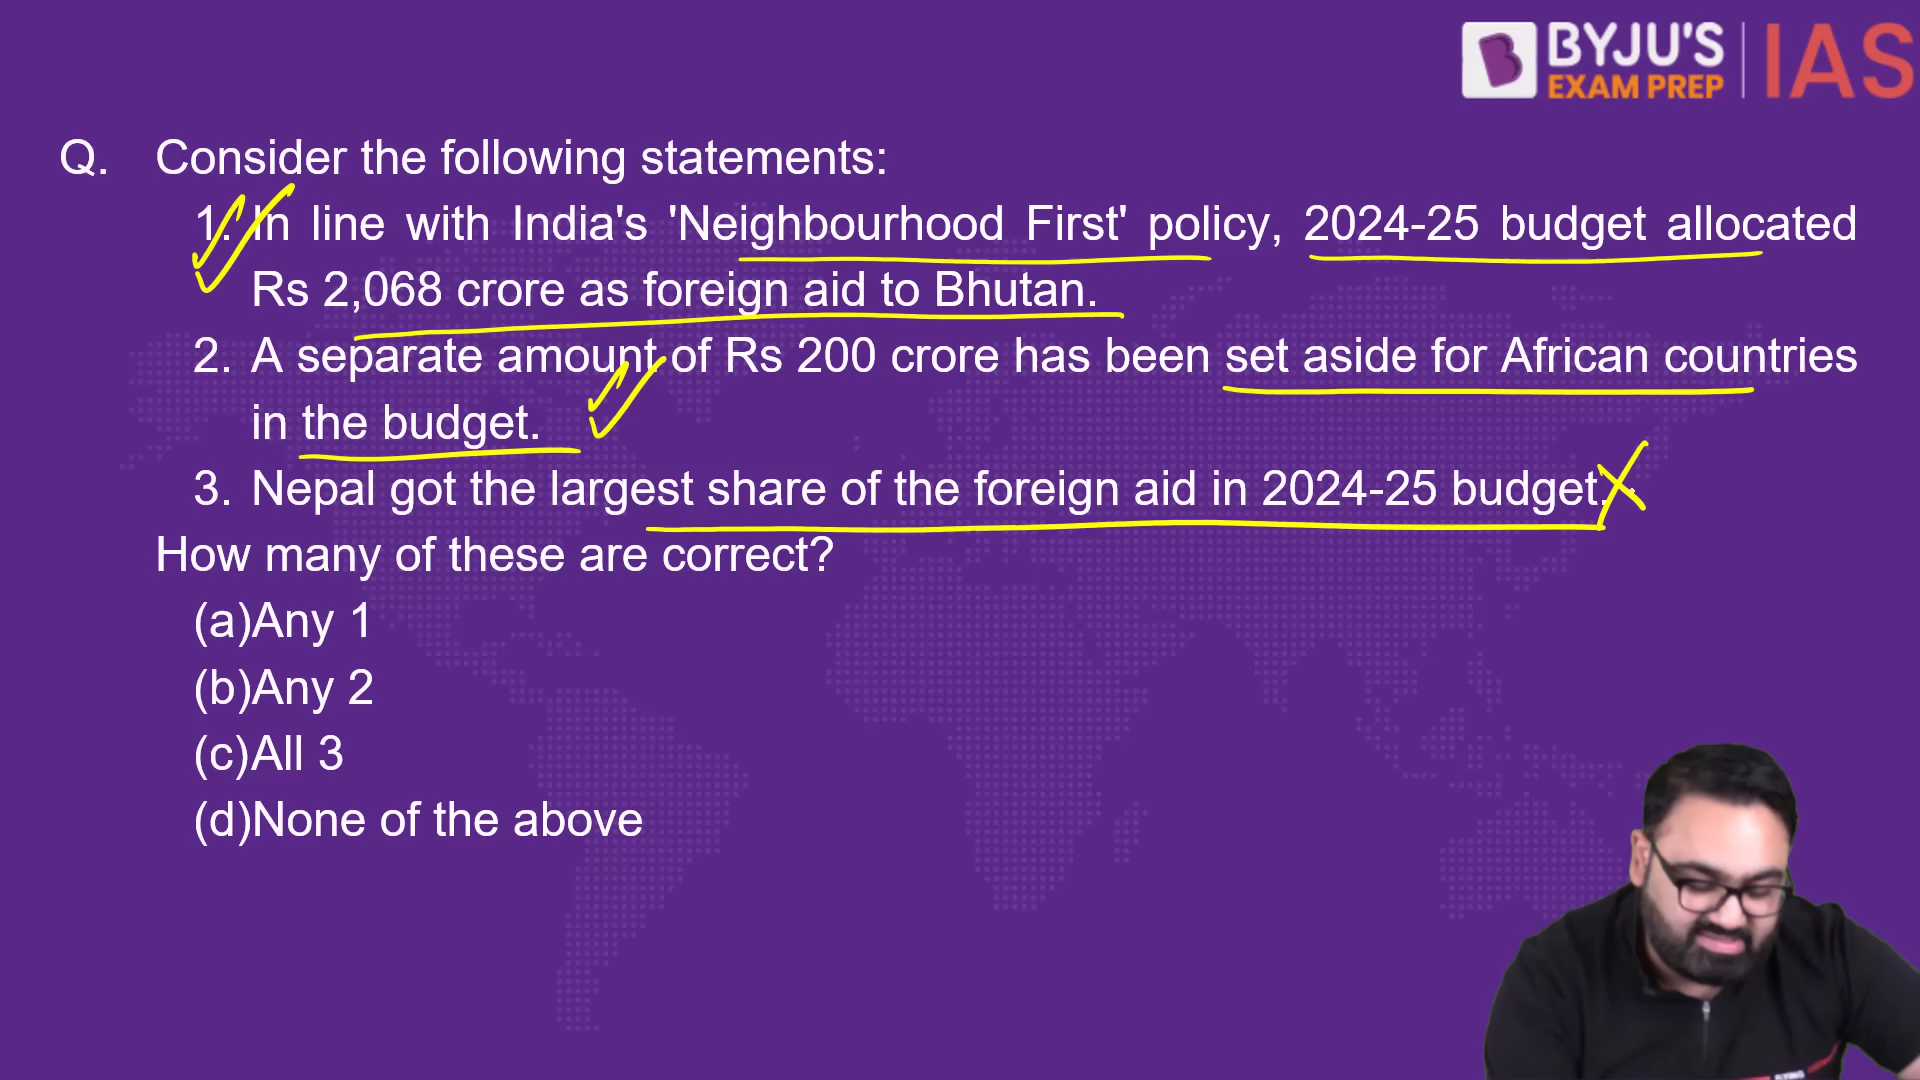 BYJU'S
EXAM PREP
IAS
Q. Consider the following statements:
1. In line with India's 'Neighbourhood First' policy, 2024-25 budget allocated
Rs 2,068 crore as foreign aid to Bhutan.
2. A separate amount of Rs 200 crore has been set aside for African countries
in the budget.
3. Nepal got the largest share of the foreign aid in 2024-25 budget.
How many of these are correct?
(a)Any 1
(b)Any 2
(c)All 3
(d)None of the above